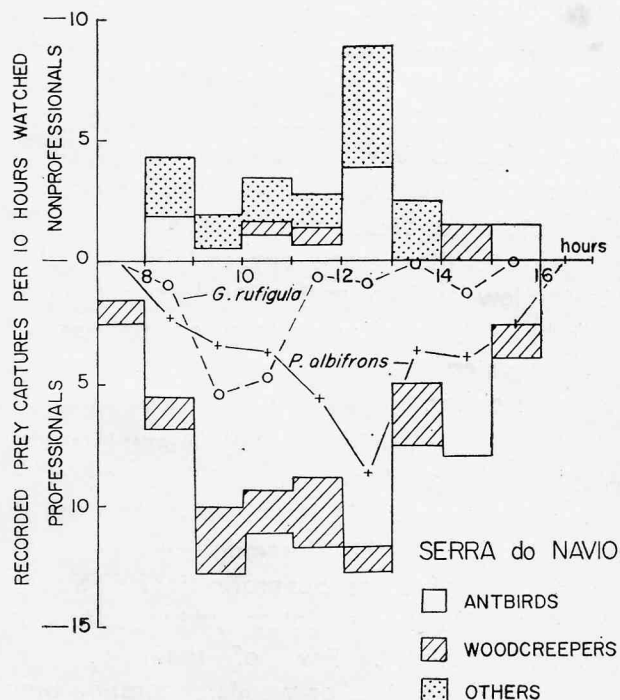 RECORDED PREY CAPTURES PER 10 HOURS WATCHED
NONPROFESSIONALS
PROFESSIONALS
10
5
0
5
10
15
8
10
12
16
hours
0
G. rufigula
P. albifrons
SERRA do NAVIO
ANTBIRDS
WOODCREEPERS
OTHERS